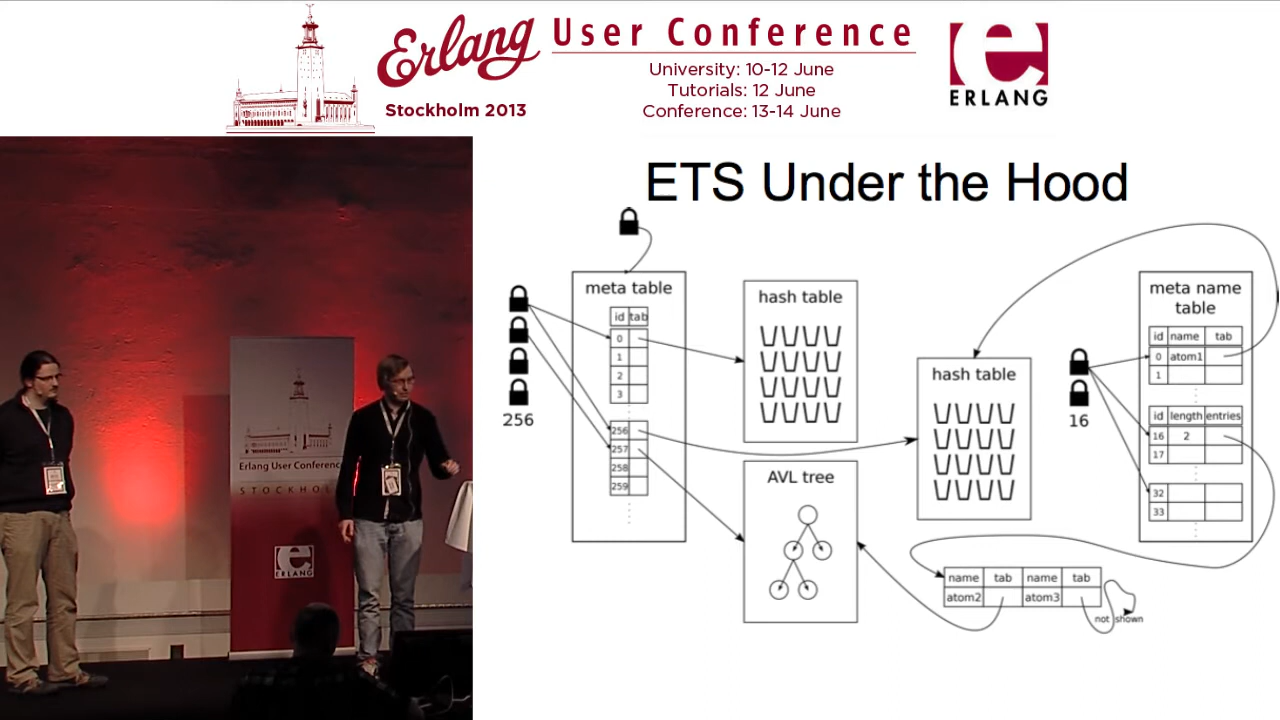 Erlang User Conference
University: 10-12 June
Tutorials: 12 June
Stockholm 2013
Conference: 13-14 June
e
ERLANG
Erlang User Conference
STOCKHOL
e
ERLANG
ETS Under the Hood
256
meta table
id tab
0
1
2
3
256
257
258
259
hash table
AVL tree
hash table
16
meta name
table
id name tab
0 atom1
1
id length entries
16 2
17
32
33
name tab name tab
atom2 atom3
not shown